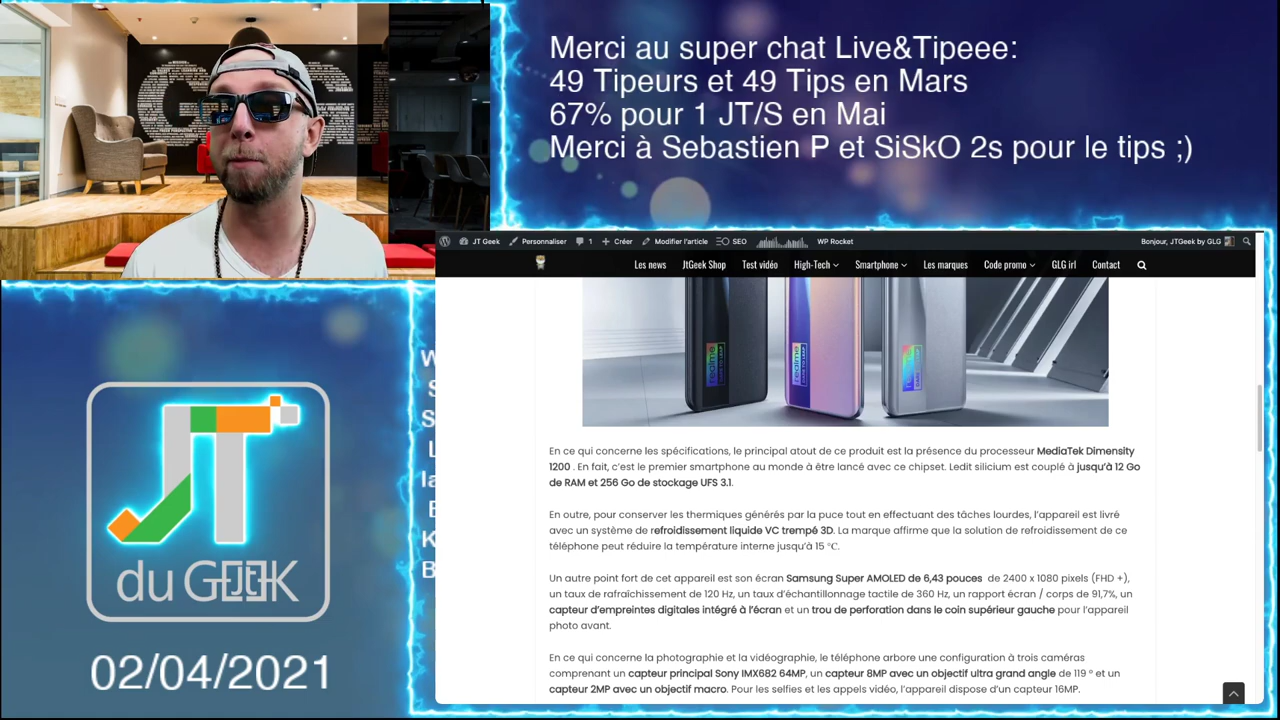 Merci au super chat Live&Tipeee:
49 Tipeurs et 49 Tips en Mars
67% pour 1 JT/S en Mai
Merci à Sebastien P et SiSkO 2s pour le tips ;)
JT Geek Personnaliser 1 Créer Modifier l'article SEO WP Rocket Bonjour, JTGeek by GLG
Les news JtGeek Shop Test vidéo High-Tech Smartphone Les marques Code promo GLG irl Contact
realme DARE TO LEAP
realme DARE TO LEAP
realme DARE TO LEAP
En ce qui concerne les spécifications, le principal atout de ce produit est la présence du processeur MediaTek Dimensity
1200 . En fait, c'est le premier smartphone au monde à être lancé avec ce chipset. Ledit silicium est couplé à jusqu'à 12 Go
de RAM et 256 Go de stockage UFS 3.1.
En outre, pour conserver les thermiques générés par la puce tout en effectuant des tâches lourdes, l'appareil est livré
avec un système de refroidissement liquide VC trempé 3D. La marque affirme que la solution de refroidissement de ce
téléphone peut réduire la température interne jusqu'à 15 °C.
Un autre point fort de cet appareil est son écran Samsung Super AMOLED de 6,43 pouces de 2400 x 1080 pixels (FHD +),
un taux de rafraîchissement de 120 Hz, un taux d'échantillonnage tactile de 360 Hz, un rapport écran / corps de 91,7%, un
capteur d'empreintes digitales intégré à l'écran et un trou de perforation dans le coin supérieur gauche pour l'appareil
photo avant.
En ce qui concerne la photographie et la vidéographie, le téléphone arbore une configuration à trois caméras
comprenant un capteur principal Sony IMX682 64MP, un capteur 8MP avec un objectif ultra grand angle de 119 ° et un
capteur 2MP avec un objectif macro. Pour les selfies et les appels vidéo, l'appareil dispose d'un capteur 16MP.
JT
du GEEK
02/04/2021